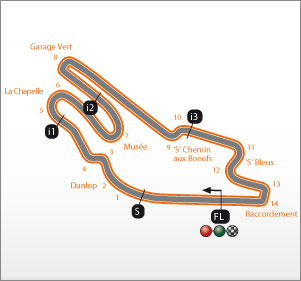 Garage Vert
8
i2
La Chapelle
6
5
i1
7
Musée
10
i3
9
'S' Chemin
aux Boeufs
11
'S' Bleus
12
4
3
Dunlop
2
1
S
13
FL
14
Raccordement